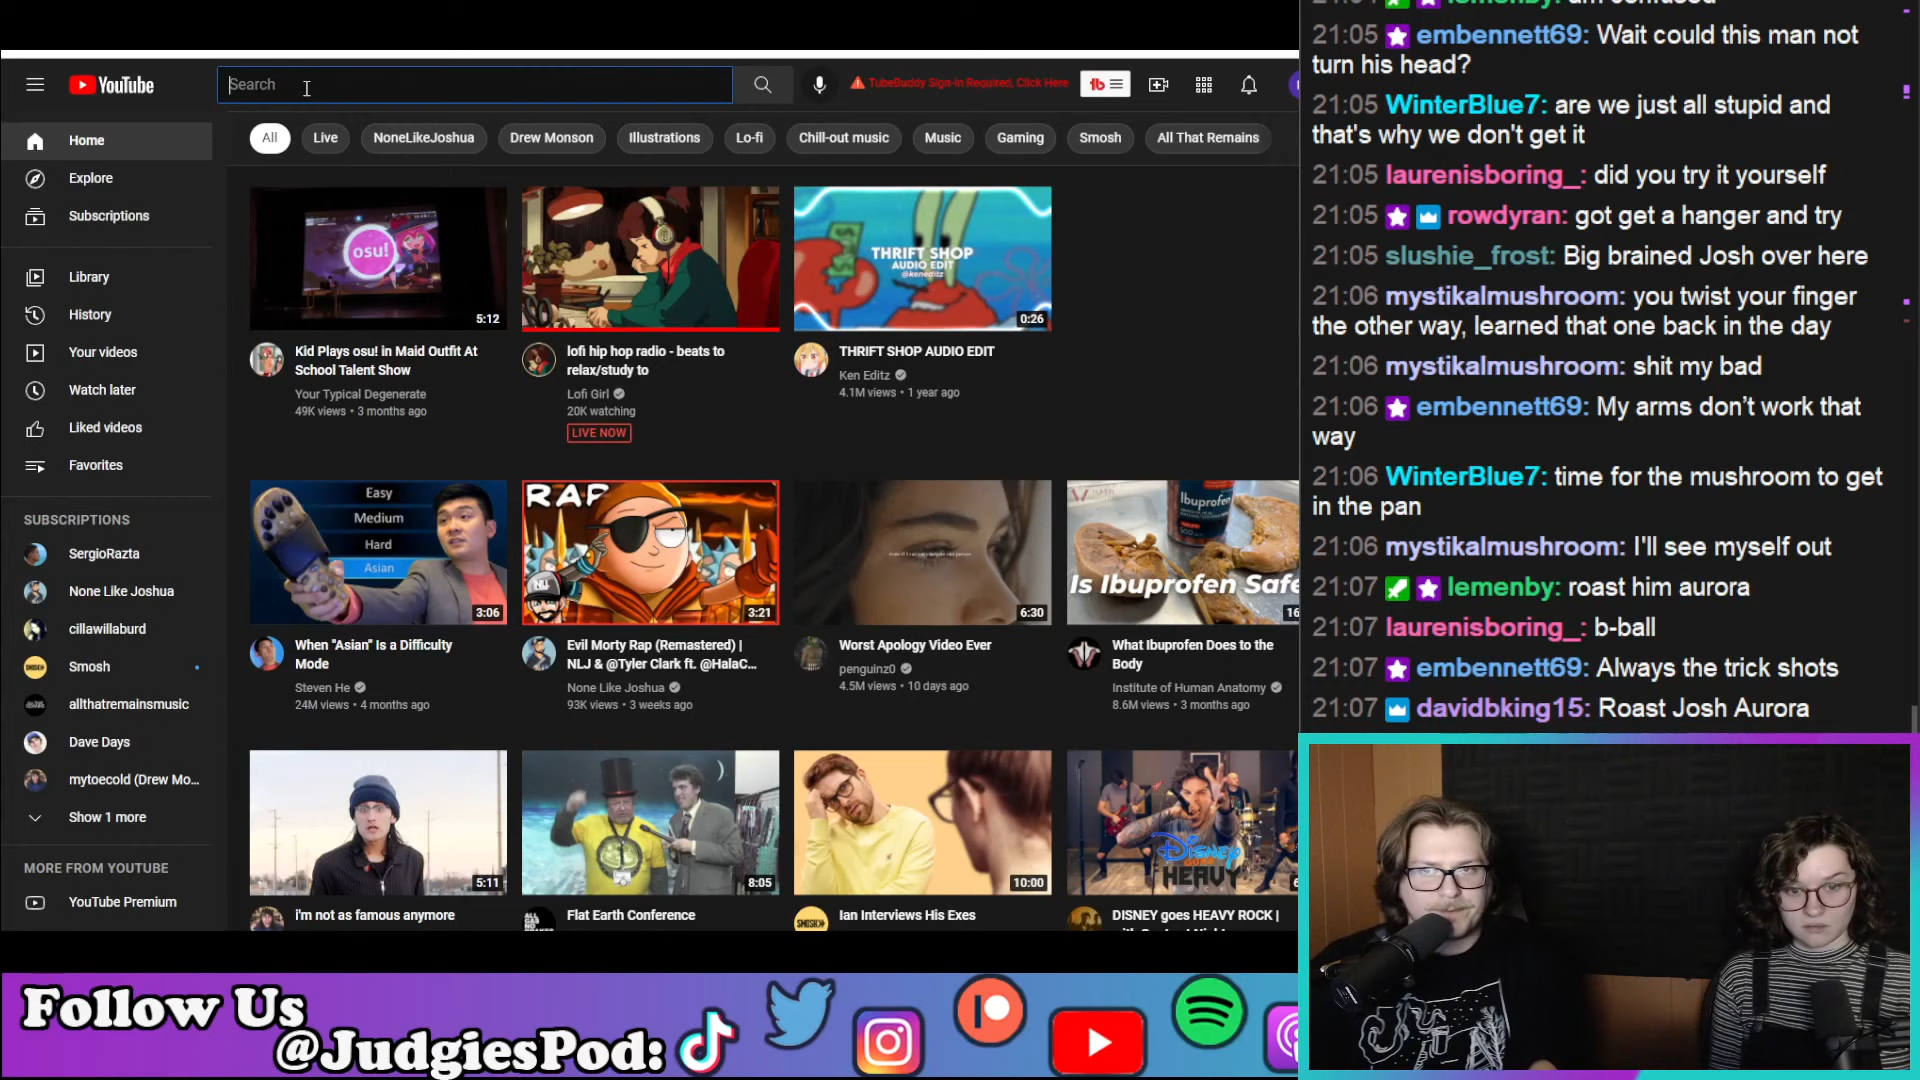 YouTube
Search
TubeBuddy Sign-in Required, Click Here
tb
Home
Explore
Subscriptions
Library
History
Your videos
Watch later
Liked videos
Favorites
SUBSCRIPTIONS
SergioRazta
None Like Joshua
cillawillaburd
Smosh
allthatremainsmusic
Dave Days
mytoecold (Drew Mo...
Show 1 more
MORE FROM YOUTUBE
YouTube Premium
All
Live
NoneLikeJoshua
Drew Monson
Illustrations
Lo-fi
Chill-out music
Music
Gaming
Smosh
All That Remains
osu!
5:12
Kid Plays osu! in Maid Outfit At
School Talent Show
Your Typical Degenerate
49K views • 3 months ago
lofi hip hop radio - beats to
relax/study to
Lofi Girl
20K watching
LIVE NOW
THRIFT SHOP
AUDIO EDIT
@keneditz
0:26
THRIFT SHOP AUDIO EDIT
Ken Editz
4.1M views • 1 year ago
Easy
Medium
Hard
Asian
3:06
When "Asian" Is a Difficulty
Mode
Steven He
24M views • 4 months ago
RAP
3:21
Evil Morty Rap (Remastered) |
NLJ & @Tyler Clark ft. @HalaC...
None Like Joshua
93K views • 3 weeks ago
6:30
Worst Apology Video Ever
penguinz0
4.5M views • 10 days ago
Ibuprofen
Is Ibuprofen Safe
16
What Ibuprofen Does to the
Body
Institute of Human Anatomy
8.6M views • 3 months ago
5:11
i'm not as famous anymore
8:05
ALL
GAS
NO
Flat Earth Conference
10:00
SMOSH
Ian Interviews His Exes
Disney
GOES
HEAVY
6
DISNEY goes HEAVY ROCK |
21:05 embennett69: Wait could this man not
turn his head?
21:05 WinterBlue7: are we just all stupid and
that's why we don't get it
21:05 laurenisboring_: did you try it yourself
21:05 rowdyran: got get a hanger and try
21:05 slushie_frost: Big brained Josh over here
21:06 mystikalmushroom: you twist your finger
the other way, learned that one back in the day
21:06 mystikalmushroom: shit my bad
21:06 embennett69: My arms don’t work that
way
21:06 WinterBlue7: time for the mushroom to get
in the pan
21:06 mystikalmushroom: I'll see myself out
21:07 lemenby: roast him aurora
21:07 laurenisboring_: b-ball
21:07 embennett69: Always the trick shots
21:07 davidbking15: Roast Josh Aurora
Follow Us
@JudgiesPod: